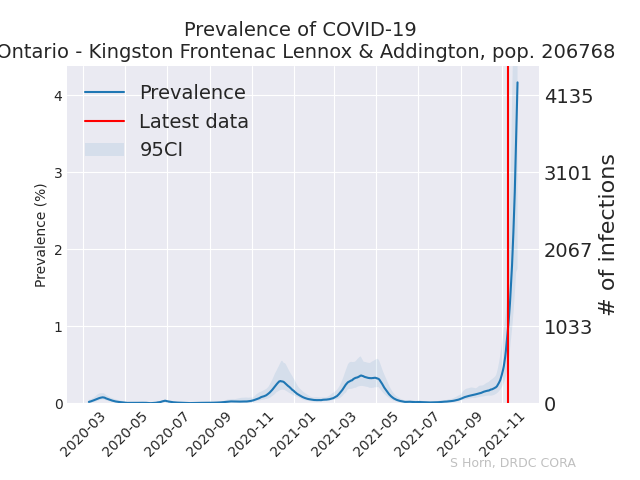 Prevalence of COVID-19
Ontario - Kingston Frontenac Lennox & Addington, pop. 206768
Prevalence
Latest data
95CI
Prevalence (%)
4
3
2
1
0
4135
3101
2067
1033
0
# of infections
2020-03
2020-05
2020-07
2020-09
2020-11
2021-01
2021-03
2021-05
2021-07
2021-09
2021-11
S Horn, DRDC CORA